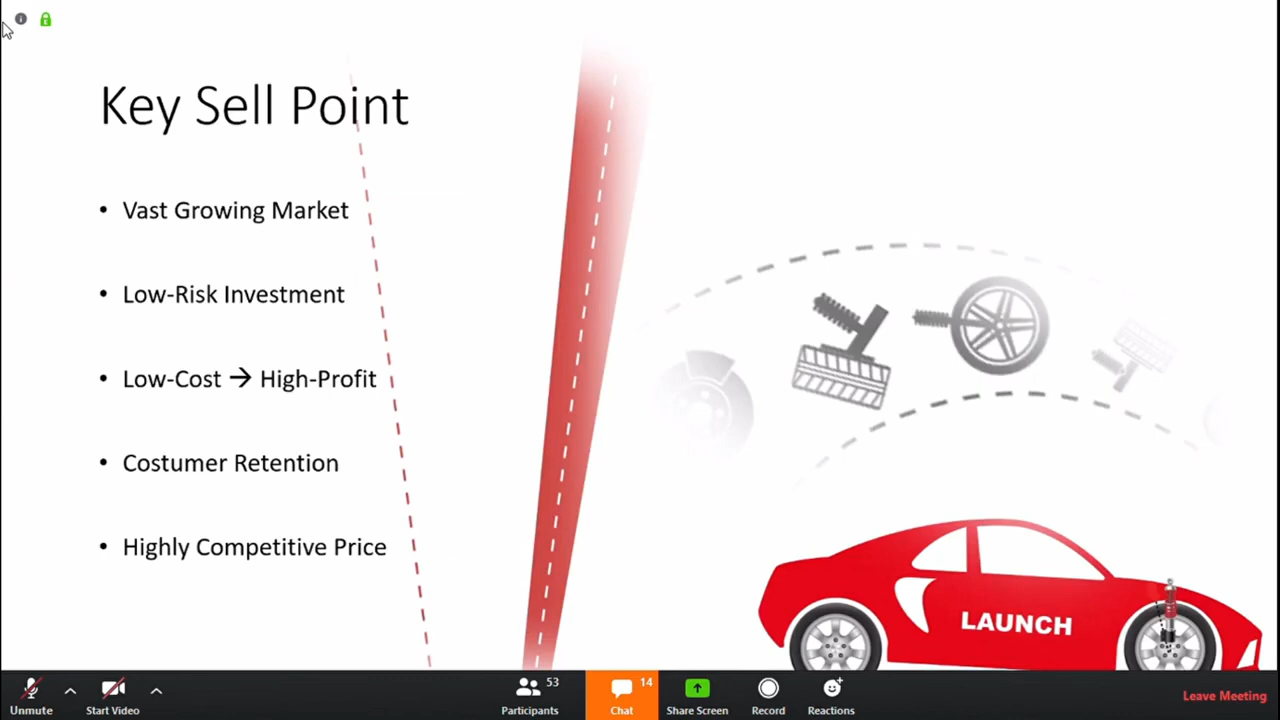 Key Sell Point
• Vast Growing Market
• Low-Risk Investment
• Low-Cost → High-Profit
• Costumer Retention
• Highly Competitive Price
LAUNCH
53
14
Unmute
Start Video
Participants
Chat
Share Screen
Record
Reactions
Leave Meeting